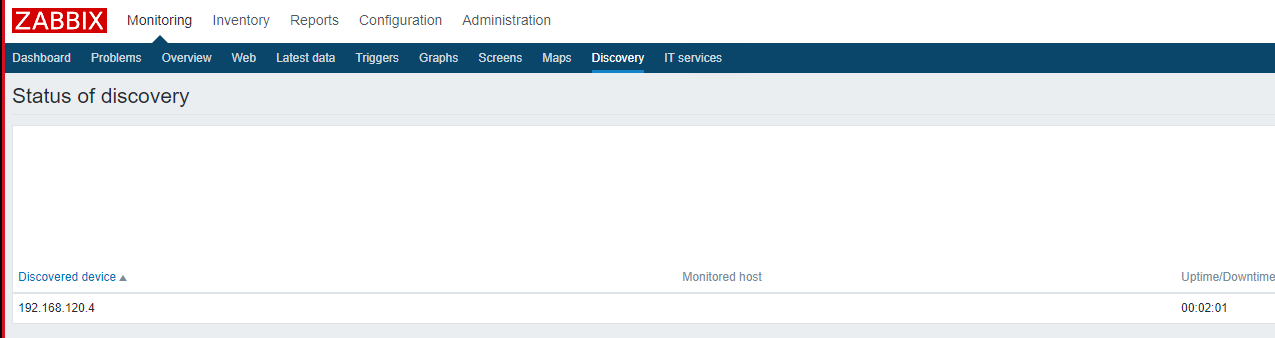 ZABBIX Monitoring Inventory Reports Configuration Administration
Dashboard Problems Overview Web Latest data Triggers Graphs Screens Maps Discovery IT services
Status of discovery
Discovered device Monitored host Uptime/Downtime
192.168.120.4 00:02:01